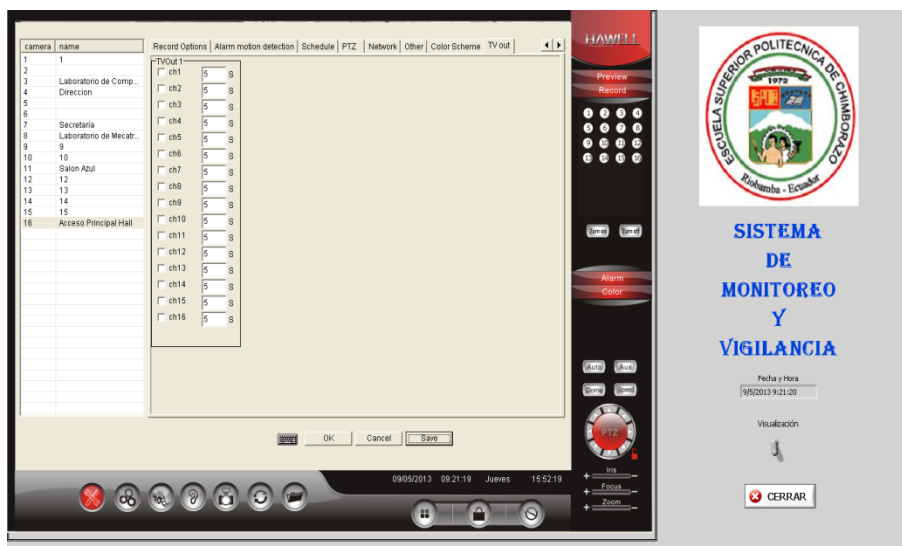 camera name
1 1
2
3 Laboratorio de Comp...
4 Direccion
5
6
7 Secretaría
8 Laboratorio de Mecatr...
9 9
10 10
11 Salon Azul
12 12
13 13
14 14
15 15
16 Acceso Principal Hall
Record Options Alarm motion detection Schedule PTZ Network Other Color Scheme TV out
TVOut 1
ch1 5 S
ch2 5 S
ch3 5 S
ch4 5 S
ch5 5 S
ch6 5 S
ch7 5 S
ch8 5 S
ch9 5 S
ch10 5 S
ch11 5 S
ch12 5 S
ch13 5 S
ch14 5 S
ch15 5 S
ch16 5 S
OK Cancel Save
09/05/2013 09:21:19 Jueves 15:52:19
HAWELL
Preview
Record
1 2 3 4
5 6 7 8
9 10 11 12
13 14 15 16
Turn on Turn off
Alarm
Color
Auto Aux
Dome Speed
PTZ
+ Iris -
+ Focus -
+ Zoom -
ESCUELA SUPERIOR POLITECNICA DE CHIMBORAZO
1972
Riobamba - Ecuador
SISTEMA
DE
MONITOREO
Y
VIGILANCIA
Fecha y Hora
9/5/2013 9:21:20
Visualización
CERRAR